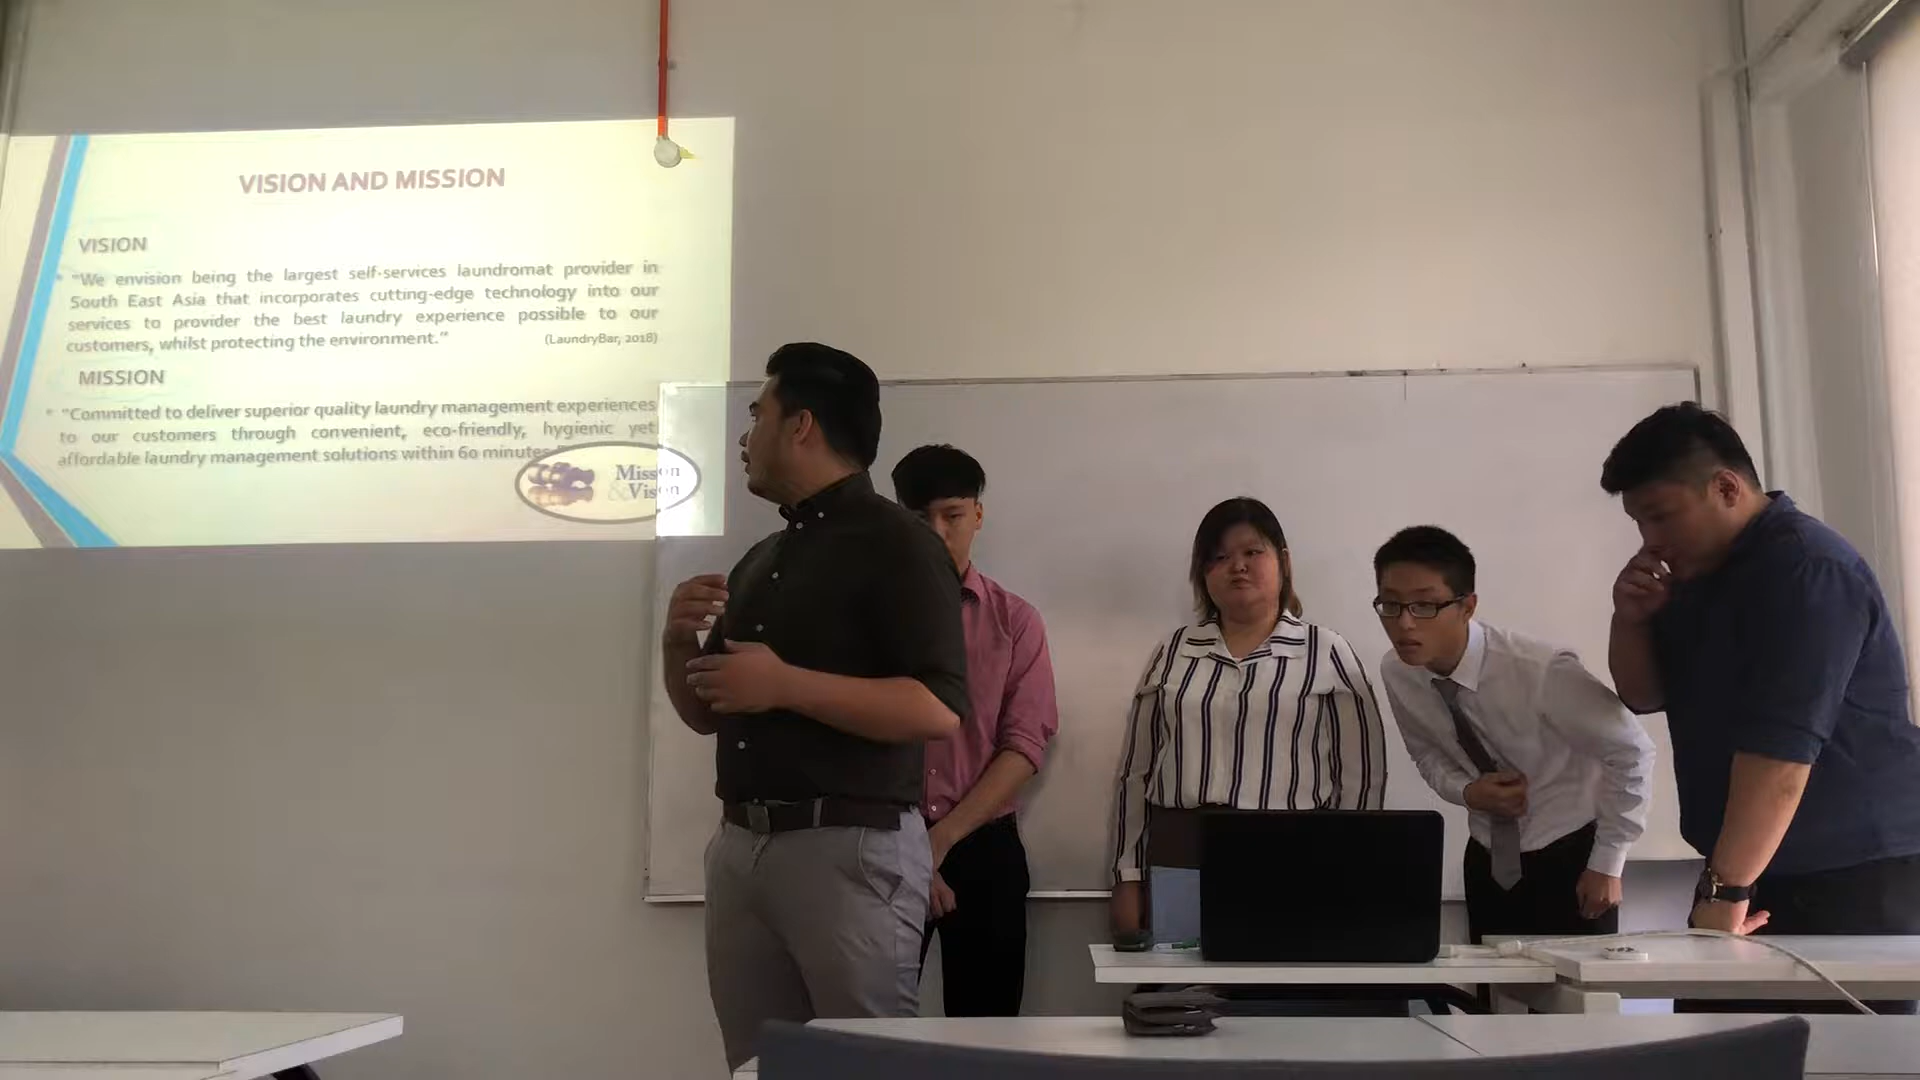 VISION AND MISSION
VISION
"We envision being the largest self-services laundromat provider in
South East Asia that incorporates cutting-edge technology into our
services to provider the best laundry experience possible to our
customers, whilst protecting the environment."
(LaundryBar, 2018)
MISSION
"Committed to deliver superior quality laundry management experiences
to our customers through convenient, eco-friendly, hygienic yet
affordable laundry management solutions within 60 minutes
Mission
& Vision